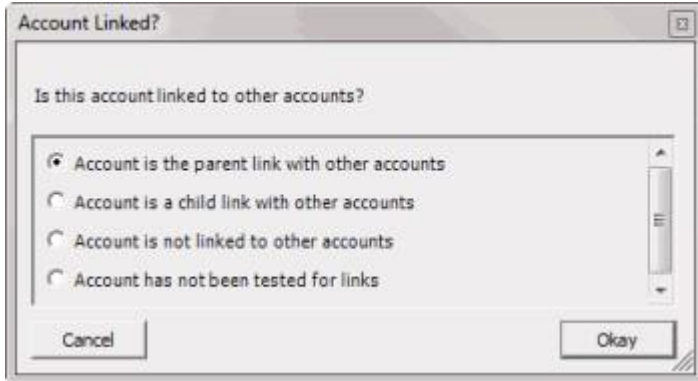 Account Linked?
Is this account linked to other accounts?
Account is the parent link with other accounts
Account is a child link with other accounts
Account is not linked to other accounts
Account has not been tested for links
Cancel
Okay